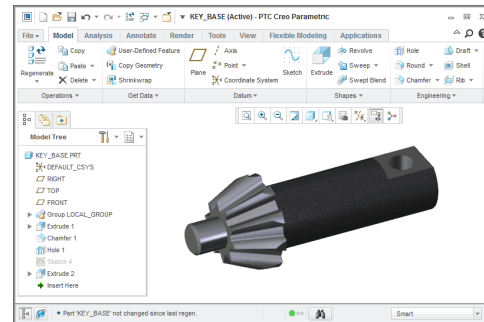 KEY_BASE (Active) - PTC Creo Parametric
File Model Analysis Annotate Render Tools View Flexible Modeling Applications
Regenerate
Copy
Paste
Delete
User-Defined Feature
Copy Geometry
Shrinkwrap
Plane
Axis
Point
Coordinate System
Sketch
Extrude
Revolve
Sweep
Swept Blend
Hole
Round
Chamfer
Draft
Shell
Rib
Operations Get Data Datum Shapes Engineering
Model Tree
KEY_BASE.PRT
DEFAULT_CSYS
RIGHT
TOP
FRONT
Group LOCAL_GROUP
Extrude 1
Chamfer 1
Hole 1
Sketch 4
Extrude 2
Insert Here
• Part 'KEY_BASE' not changed since last regen.
Smart